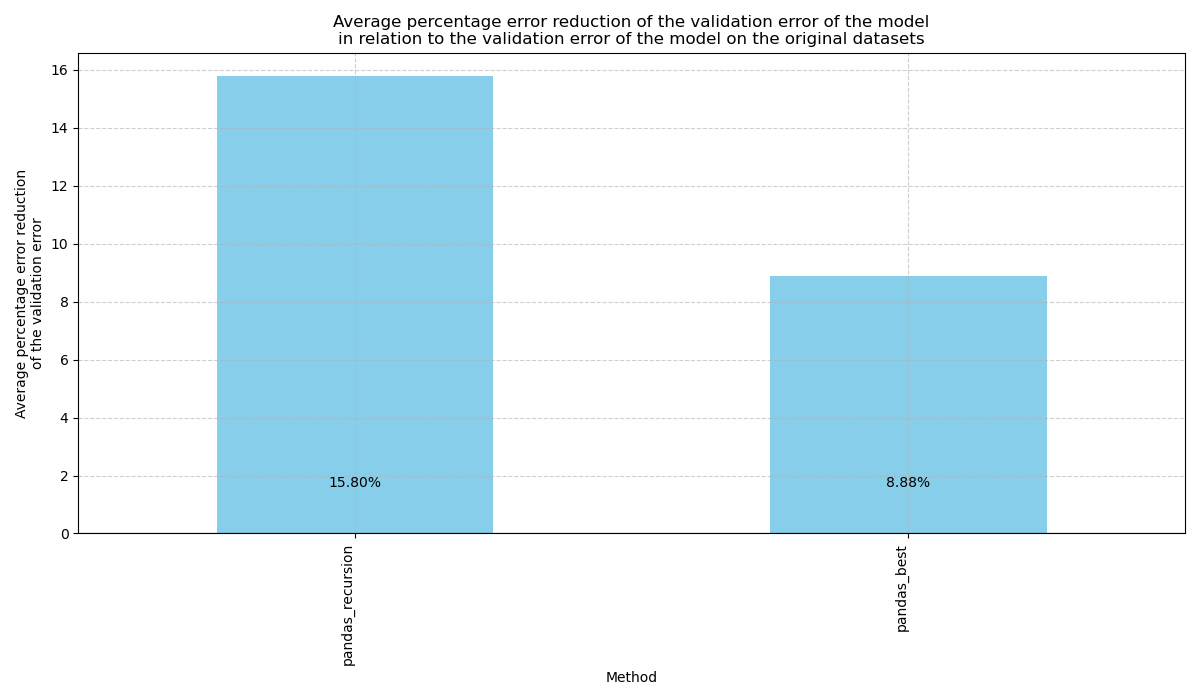 Average percentage error reduction of the validation error of the model
in relation to the validation error of the model on the original datasets
Average percentage error reduction
of the validation error
16
14
12
10
8
6
4
2
0
15.80%
8.88%
pandas_recursion
pandas_best
Method